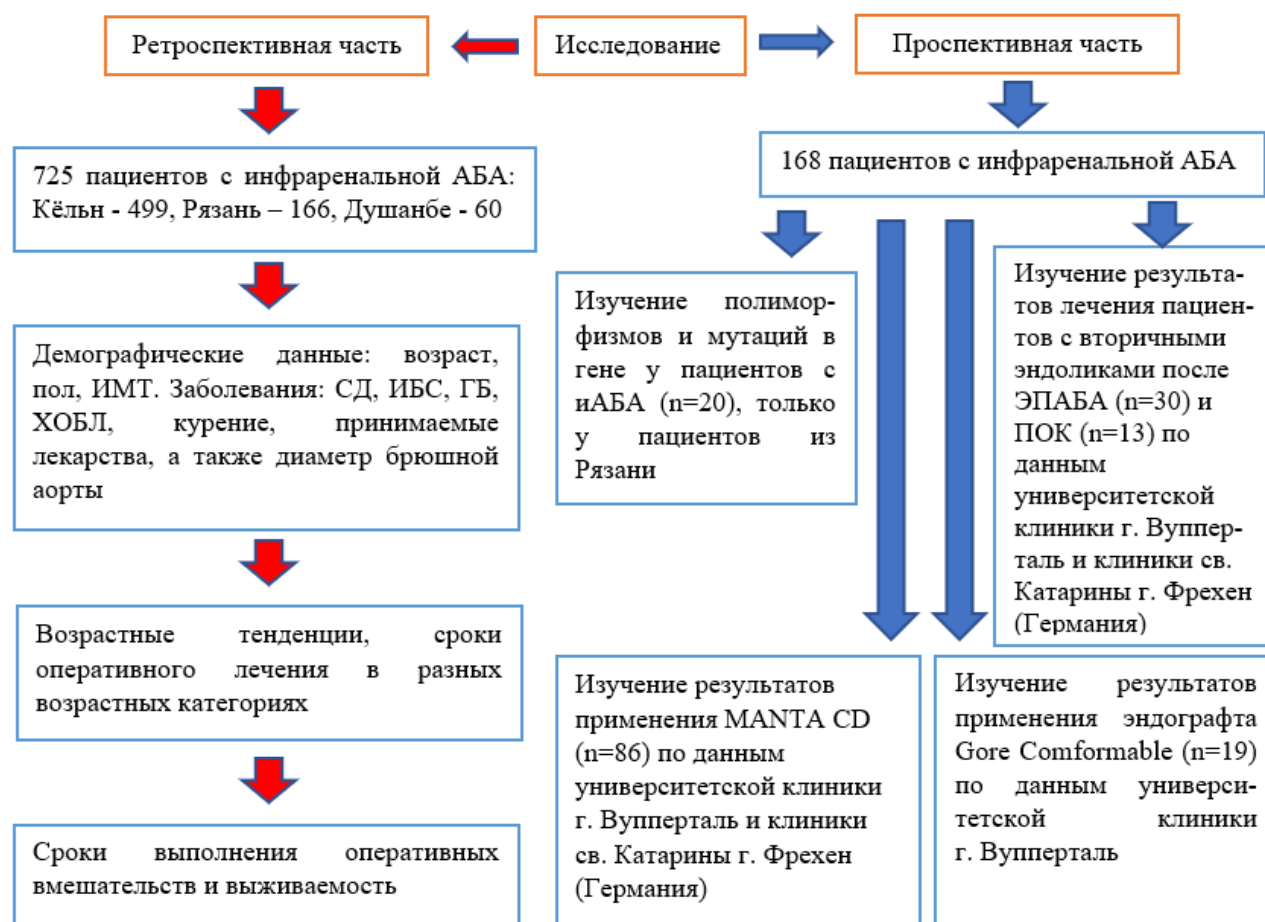 Ретроспективная часть
Исследование
Проспективная часть
725 пациентов с инфраренальной АБА:
Кёльн - 499, Рязань – 166, Душанбе - 60
Демографические данные: возраст,
пол, ИМТ. Заболевания: СД, ИБС, ГБ,
ХОБЛ, курение, принимаемые
лекарства, а также диаметр брюшной
аорты
Возрастные тенденции, сроки
оперативного лечения в разных
возрастных категориях
Сроки выполнения оперативных
вмешательств и выживаемость
168 пациентов с инфраренальной АБА
Изучение полимор-
физмов и мутаций в
гене у пациентов с
иАБА (n=20), только
у пациентов из
Рязани
Изучение результа-
тов лечения пациен-
тов с вторичными
эндоликами после
ЭПАБА (n=30) и
ПОК (n=13) по
данным
университетской
клиники г. Вуппер-
таль и клиники св.
Катарины г. Фрехен
(Германия)
Изучение результатов
применения MANTA CD
(n=86) по данным
университетской клиники
г. Вупперталь и клиники
св. Катарины г. Фрехен
(Германия)
Изучение результатов
применения эндографта
Gore Comformable (n=19)
по данным универси-
тетской клиники
г. Вупперталь